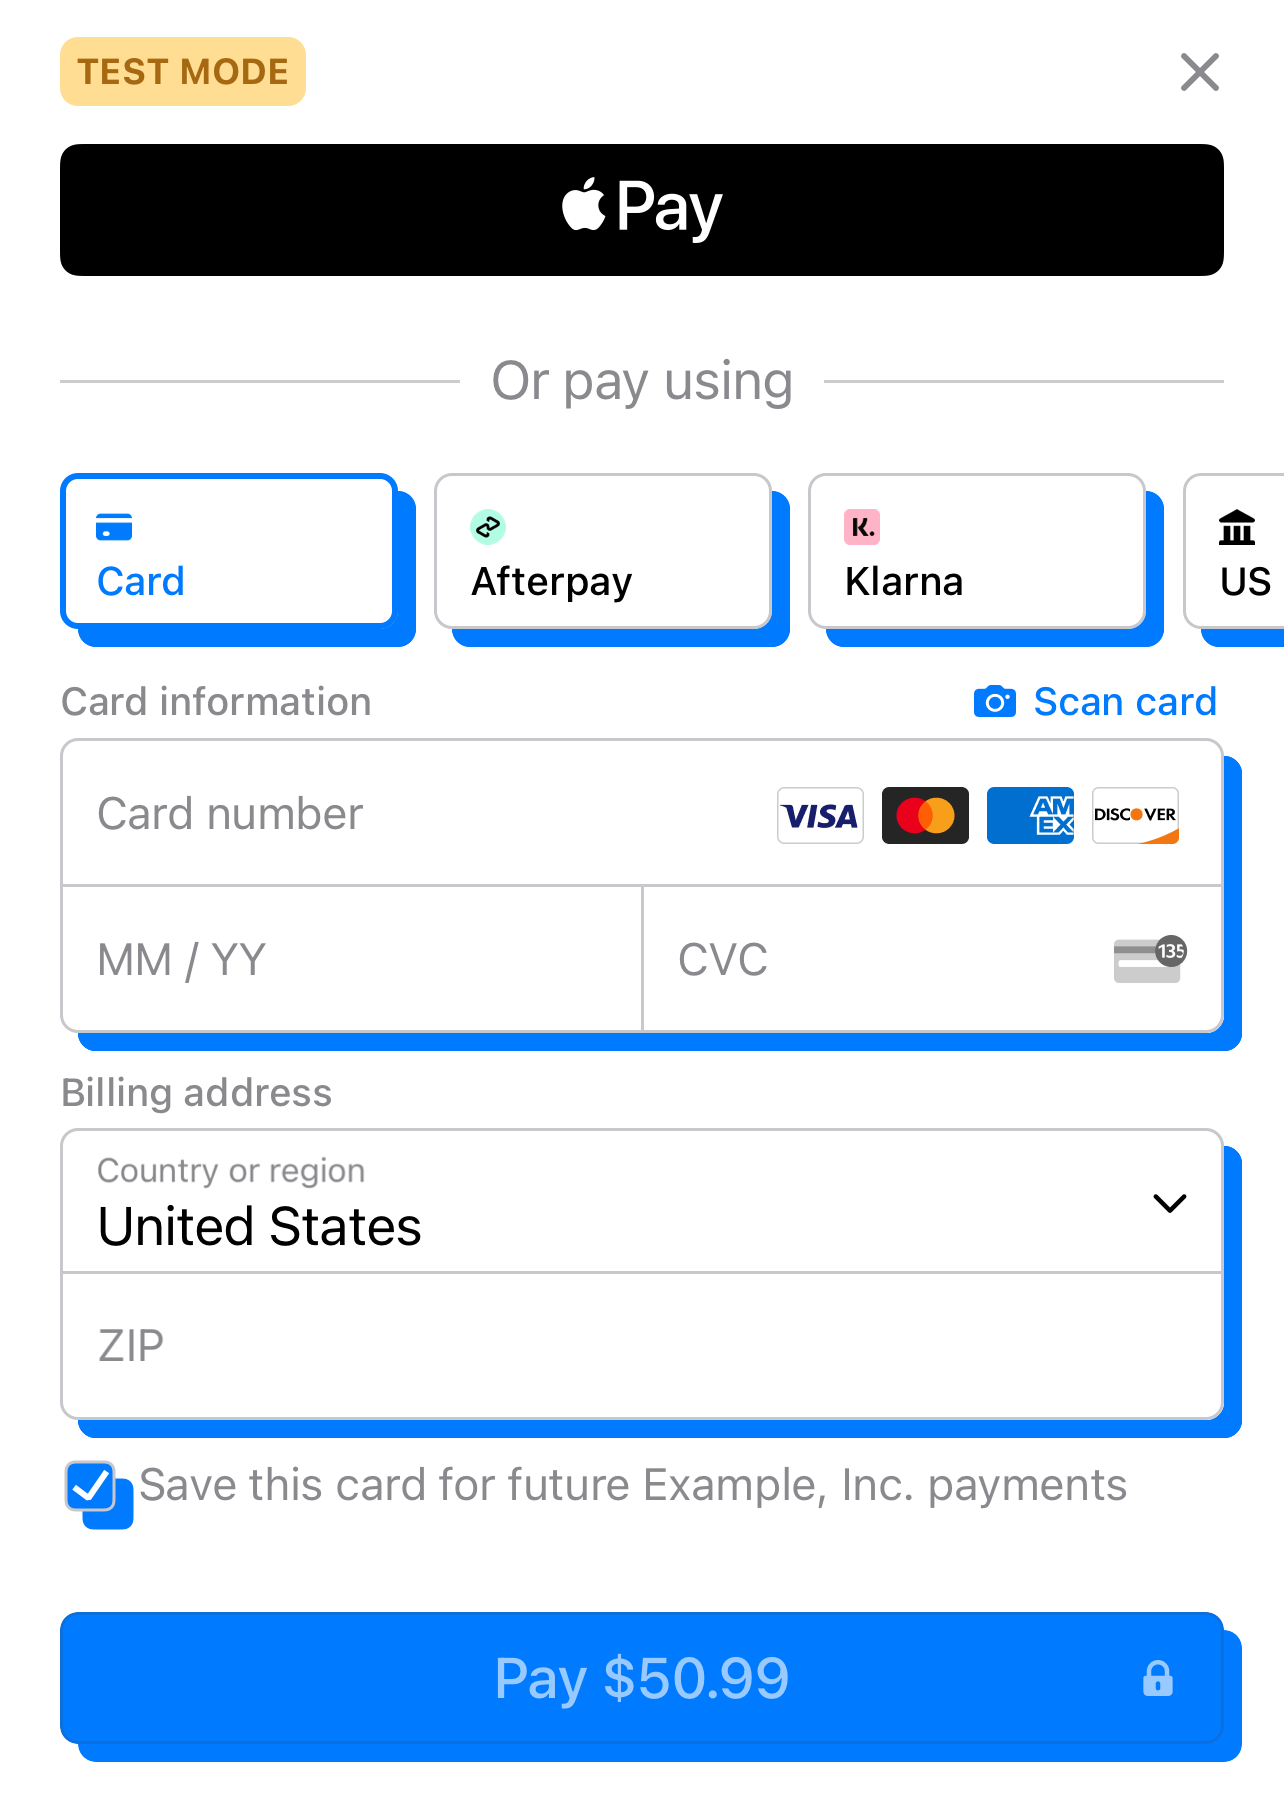 TEST MODE
Pay
Or pay using
Card
Afterpay
K.
Klarna
US
Card information
Scan card
Card number
VISA
AM
EX
DISCOVER
MM / YY
CVC
135
Billing address
Country or region
United States
ZIP
Save this card for future Example, Inc. payments
Pay $50.99